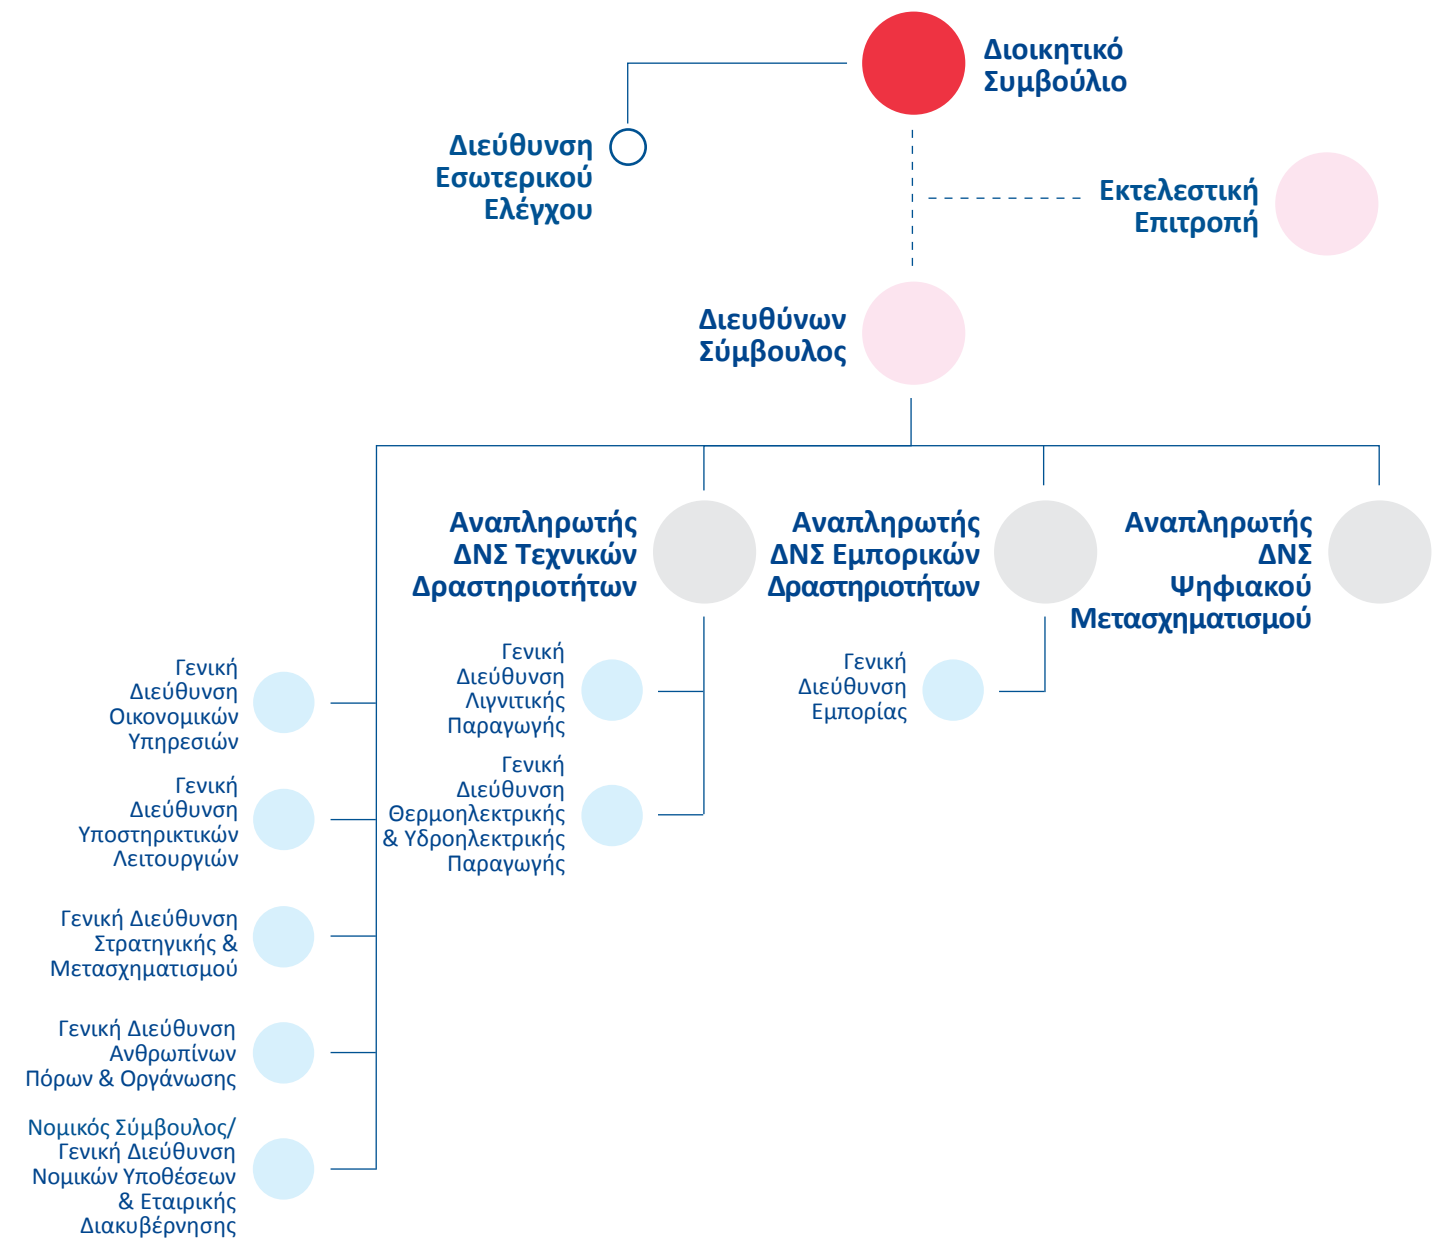 Διοικητικό
Συμβούλιο
Διεύθυνση
Εσωτερικού
Ελέγχου
Εκτελεστική
Επιτροπή
Διευθύνων
Σύμβουλος
Αναπληρωτής
ΔΝΣ Τεχνικών
Δραστηριοτήτων
Αναπληρωτής
ΔΝΣ Εμπορικών
Δραστηριοτήτων
Αναπληρωτής
ΔΝΣ
Ψηφιακού
Μετασχηματισμού
Γενική
Διεύθυνση
Οικονομικών
Υπηρεσιών
Γενική
Διεύθυνση
Υποστηρικτικών
Λειτουργιών
Γενική Διεύθυνση
Στρατηγικής &
Μετασχηματισμού
Γενική Διεύθυνση
Ανθρωπίνων
Πόρων & Οργάνωσης
Νομικός Σύμβουλος/
Γενική Διεύθυνση
Νομικών Υποθέσεων
& Εταιρικής
Διακυβέρνησης
Γενική
Διεύθυνση
Λιγνιτικής
Παραγωγής
Γενική
Διεύθυνση
Θερμοηλεκτρικής
& Υδροηλεκτρικής
Παραγωγής
Γενική
Διεύθυνση
Εμπορίας